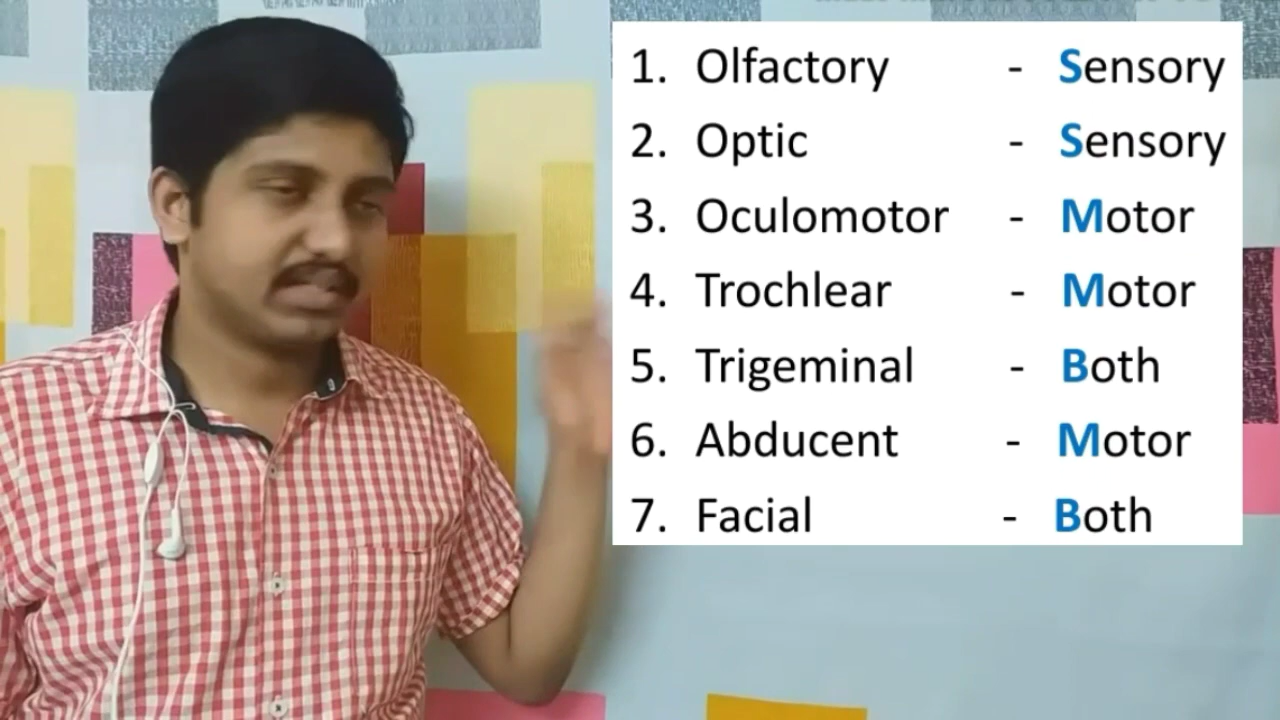 1. Olfactory - Sensory
2. Optic - Sensory
3. Oculomotor - Motor
4. Trochlear - Motor
5. Trigeminal - Both
6. Abducent - Motor
7. Facial - Both